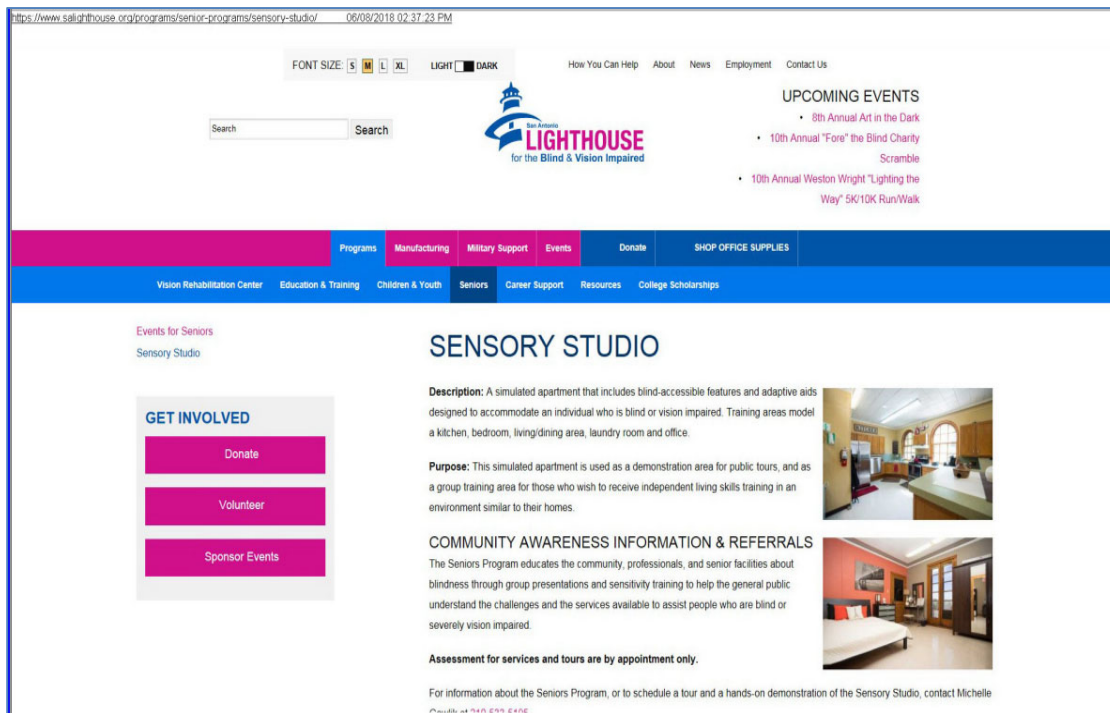 https://www.salighthouse.org/programs/senior-programs/sensory-studio/ 06/08/2018 02:37:23 PM
FONT SIZE: S M L XL LIGHT DARK
How You Can Help About News Employment Contact Us
Search Search
San Antonio
LIGHTHOUSE
for the Blind & Vision Impaired
UPCOMING EVENTS
• 8th Annual Art in the Dark
• 10th Annual "Fore" the Blind Charity
Scramble
• 10th Annual Weston Wright "Lighting the
Way" 5K/10K Run/Walk
Programs Manufacturing Military Support Events Donate SHOP OFFICE SUPPLIES
Vision Rehabilitation Center Education & Training Children & Youth Seniors Career Support Resources College Scholarships
Events for Seniors
Sensory Studio
GET INVOLVED
Donate
Volunteer
Sponsor Events
SENSORY STUDIO
Description: A simulated apartment that includes blind-accessible features and adaptive aids
designed to accommodate an individual who is blind or vision impaired. Training areas model
a kitchen, bedroom, living/dining area, laundry room and office.
Purpose: This simulated apartment is used as a demonstration area for public tours, and as
a group training area for those who wish to receive independent living skills training in an
environment similar to their homes.
COMMUNITY AWARENESS INFORMATION & REFERRALS
The Seniors Program educates the community, professionals, and senior facilities about
blindness through group presentations and sensitivity training to help the general public
understand the challenges and the services available to assist people who are blind or
severely vision impaired.
Assessment for services and tours are by appointment only.
For information about the Seniors Program, or to schedule a tour and a hands-on demonstration of the Sensory Studio, contact Michelle